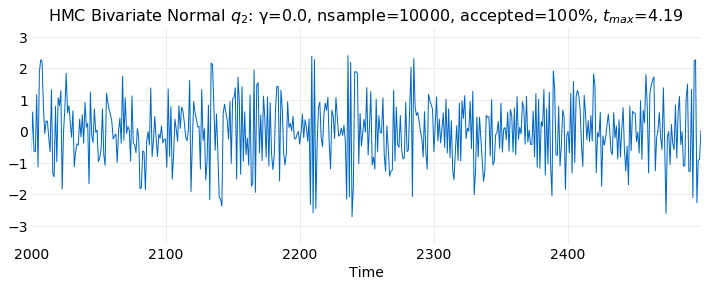 HMC Bivariate Normal q₂: γ=0.0, nsample=10000, accepted=100%, tₘₐₓ=4.19
3
2
1
0
−1
−2
−3
2000 2100 2200 2300 2400
Time